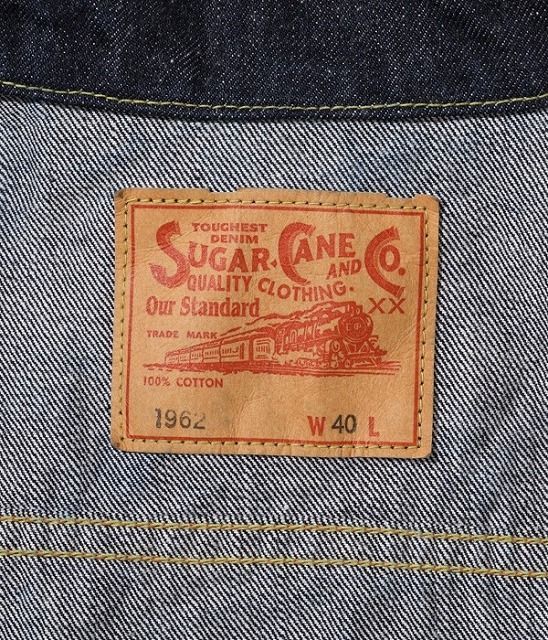 TOUGHEST
DENIM
SUGAR CANE AND CO.
QUALITY CLOTHING.
Our Standard XX
TRADE MARK
100% COTTON
1962 W 40 L